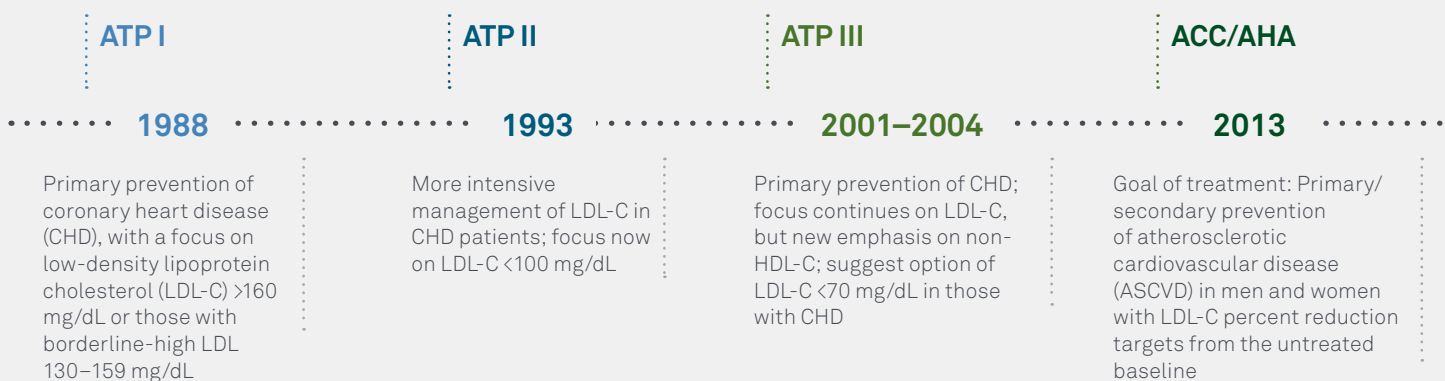 ATP I
ATP II
ATP III
ACC/AHA
1988
1993
2001–2004
2013
Primary prevention of
coronary heart disease
(CHD), with a focus on
low-density lipoprotein
cholesterol (LDL-C) >160
mg/dL or those with
borderline-high LDL
130–159 mg/dL
More intensive
management of LDL-C in
CHD patients; focus now
on LDL-C <100 mg/dL
Primary prevention of CHD;
focus continues on LDL-C,
but new emphasis on non-
HDL-C; suggest option of
LDL-C <70 mg/dL in those
with CHD
Goal of treatment: Primary/
secondary prevention
of atherosclerotic
cardiovascular disease
(ASCVD) in men and women
with LDL-C percent reduction
targets from the untreated
baseline